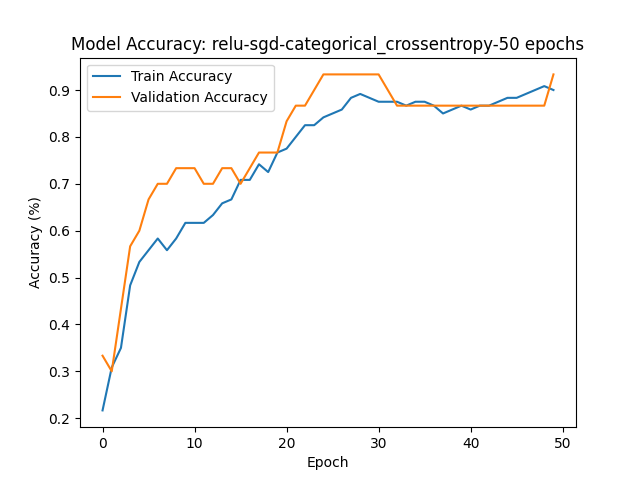 Model Accuracy: relu-sgd-categorical_crossentropy-50 epochs
Train Accuracy
Validation Accuracy
0.9
0.8
0.7
0.6
0.5
0.4
0.3
0.2
Accuracy (%)
0 10 20 30 40 50
Epoch